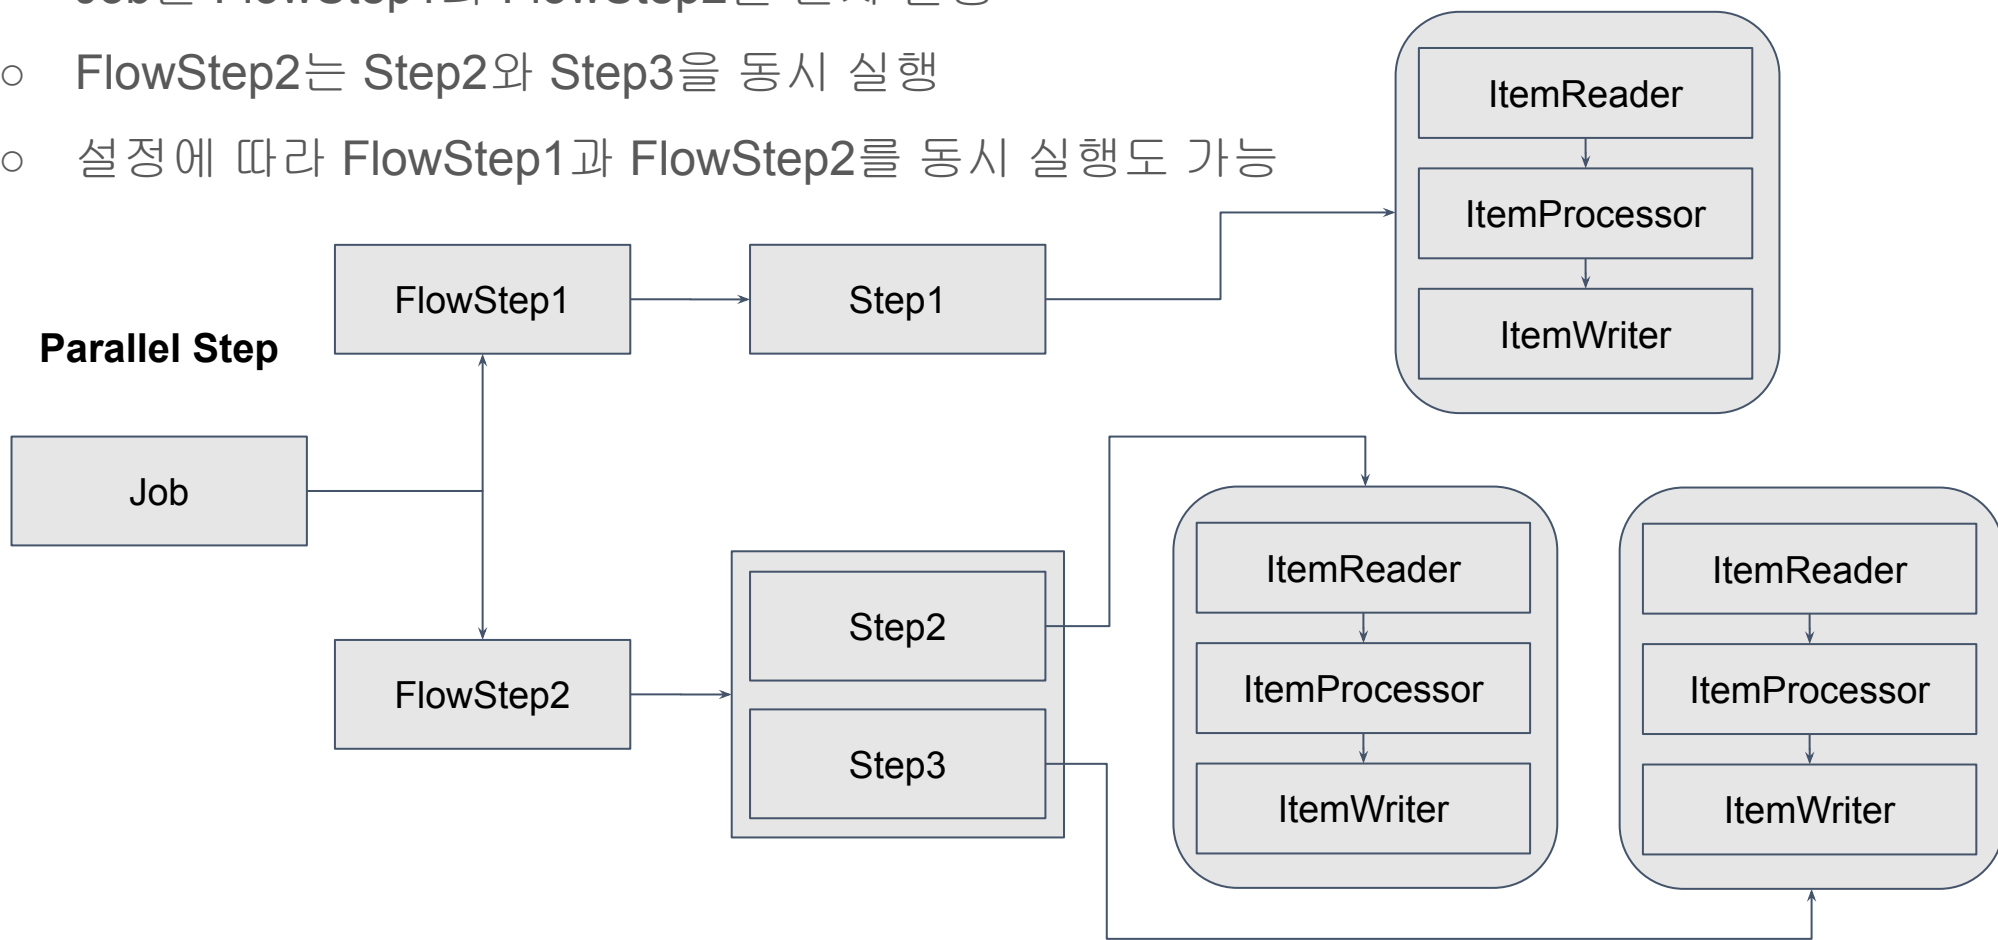 FlowStep2는 Step2와 Step3을 동시 실행
설정에 따라 FlowStep1과 FlowStep2를 동시 실행도 가능
ItemReader
ItemProcessor
ItemWriter
FlowStep1
Step1
Parallel Step
Job
FlowStep2
Step2
Step3
ItemReader
ItemProcessor
ItemWriter
ItemReader
ItemProcessor
ItemWriter